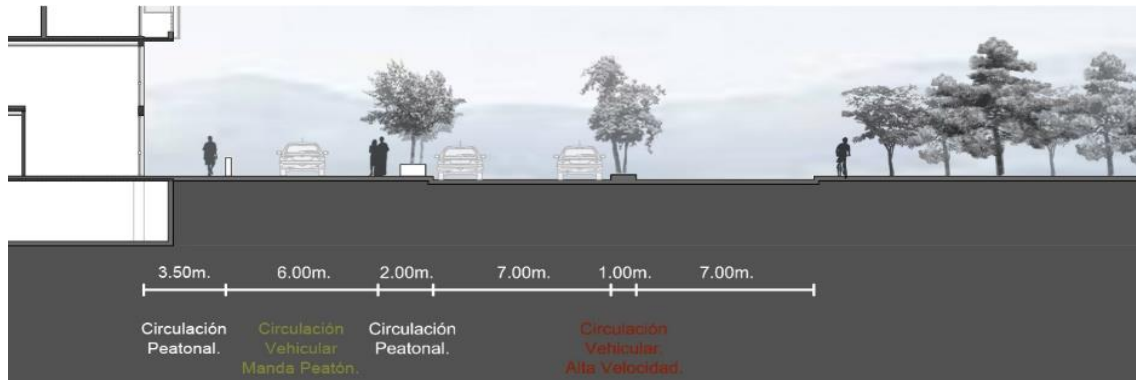 3.50m. 6.00m. 2.00m. 7.00m. 1.00m. 7.00m.
Circulación
Peatonal.
Circulación
Vehicular
Manda Peatón.
Circulación
Peatonal.
Circulación
Vehicular.
Alta Velocidad.